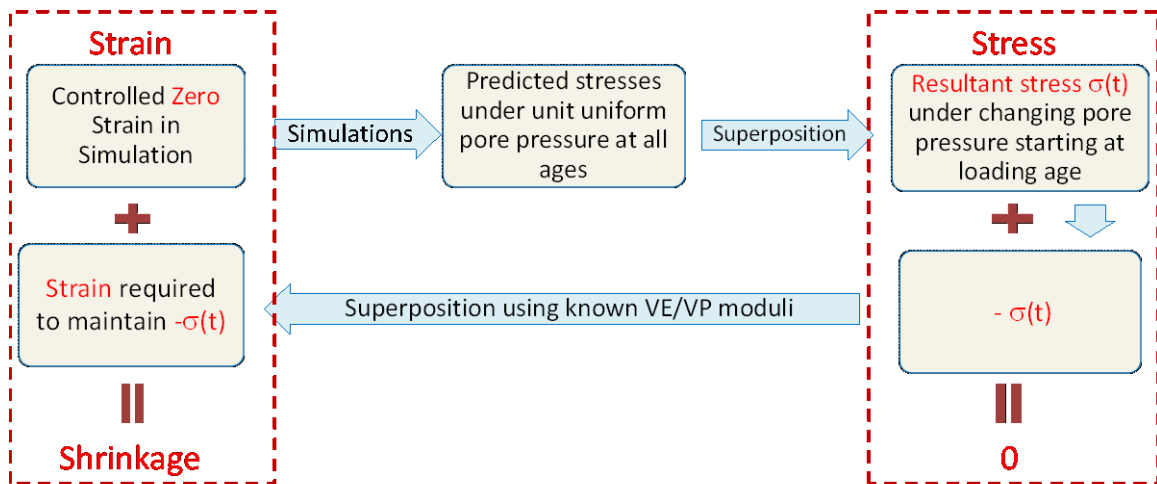 Strain
Controlled Zero
Strain in
Simulation
+
Strain required
to maintain -σ(t)
Shrinkage
Simulations
Predicted stresses
under unit uniform
pore pressure at all
ages
Superposition
Superposition using known VE/VP moduli
Stress
Resultant stress σ(t)
under changing pore
pressure starting at
loading age
+
- σ(t)
0